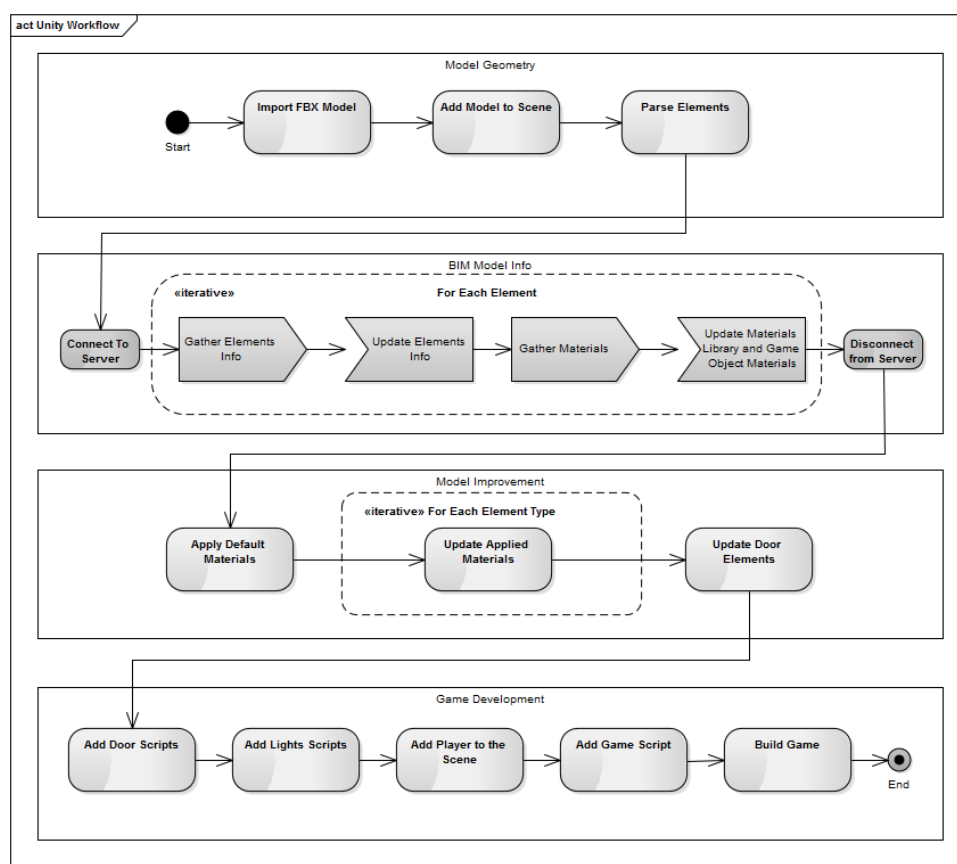 act Unity Workflow
Model Geometry
Import FBX Model
Add Model to Scene
Parse Elements
Start
BIM Model Info
«iterative»
For Each Element
Connect To
Server
Gather Elements
Info
Update Elements
Info
Gather Materials
Update Materials
Library and Game
Object Materials
Disconnect
from Server
Model Improvement
«iterative» For Each Element Type
Apply Default
Materials
Update Applied
Materials
Update Door
Elements
Game Development
Add Door Scripts
Add Lights Scripts
Add Player to the
Scene
Add Game Script
Build Game
End